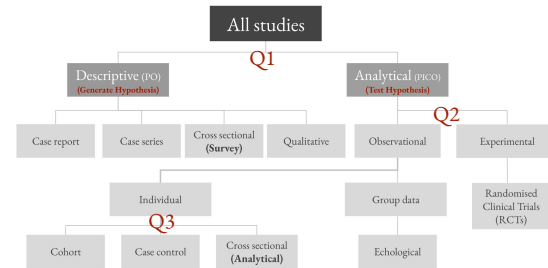 All studies
Q1
Descriptive (PO)
(Generate Hypothesis)
Analytical (PICO)
(Test Hypothesis)
Q2
Case report
Case series
Cross sectional
(Survey)
Qualitative
Observational
Experimental
Individual
Group data
Randomised
Clinical Trials
(RCTs)
Q3
Cohort
Case control
Cross sectional
(Analytical)
Echological